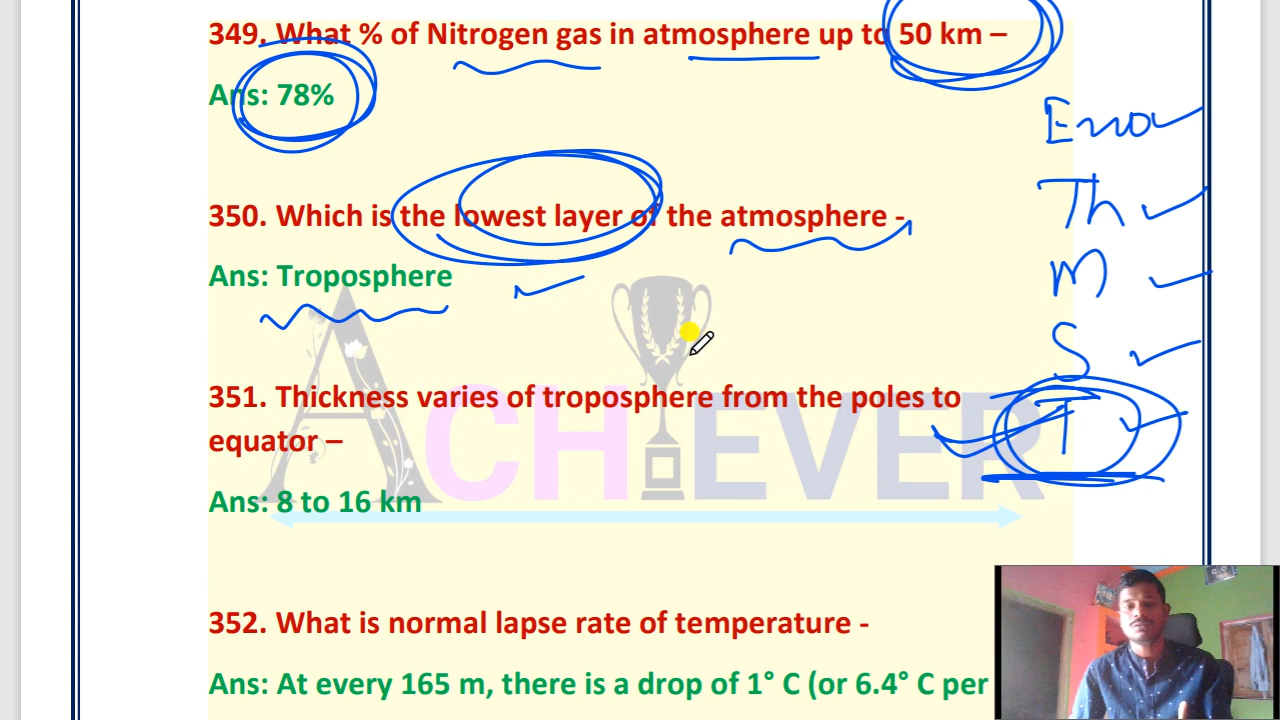 349. What % of Nitrogen gas in atmosphere up to 50 km –
Ans: 78%
Th
350. Which is the lowest layer of the atmosphere -
Ans: Troposphere
M
S
351. Thickness varies of troposphere from the poles to
equator –
T
ACHIEVER
Ans: 8 to 16 km
352. What is normal lapse rate of temperature -
Ans: At every 165 m, there is a drop of 1° C (or 6.4° C per